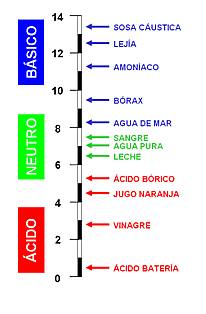 BÁSICO
NEUTRO
ÁCIDO
14
12
10
8
6
4
2
0
SOSA CÁUSTICA
LEJÍA
AMONÍACO
BÓRAX
AGUA DE MAR
SANGRE
AGUA PURA
LECHE
ÁCIDO BÓRICO
JUGO NARANJA
VINAGRE
ÁCIDO BATERÍA